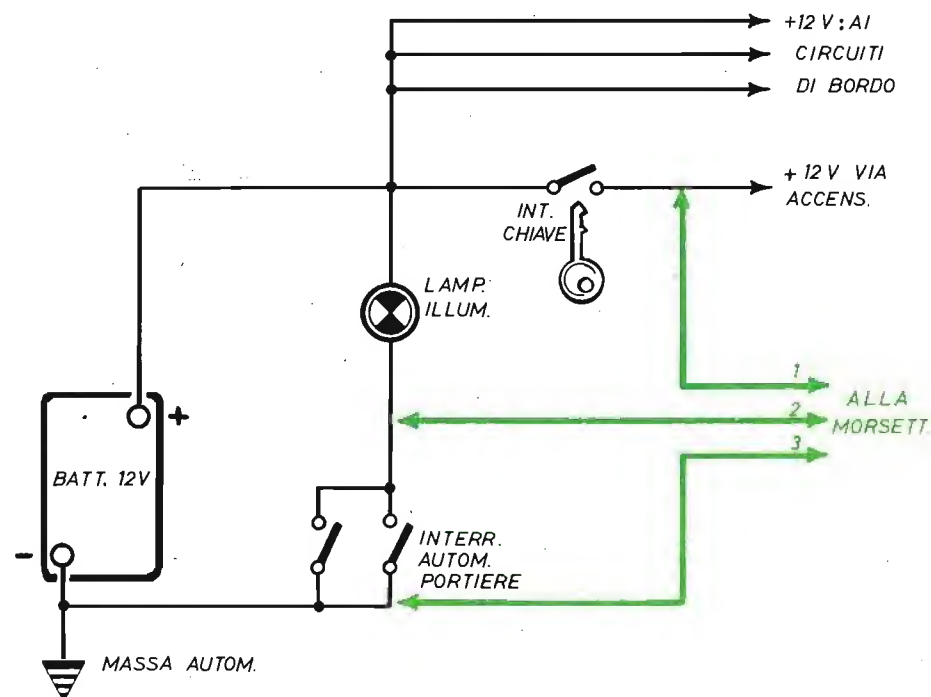 +12 V : AI
CIRCUITI
DI BORDO
+ 12 V VIA
ACCENS.
INT.
CHIAVE
LAMP.
ILLUM.
1
2
3
ALLA
MORSETT.
+
BATT. 12V
-
INTERR.
AUTOM.
PORTIERE
MASSA AUTOM.